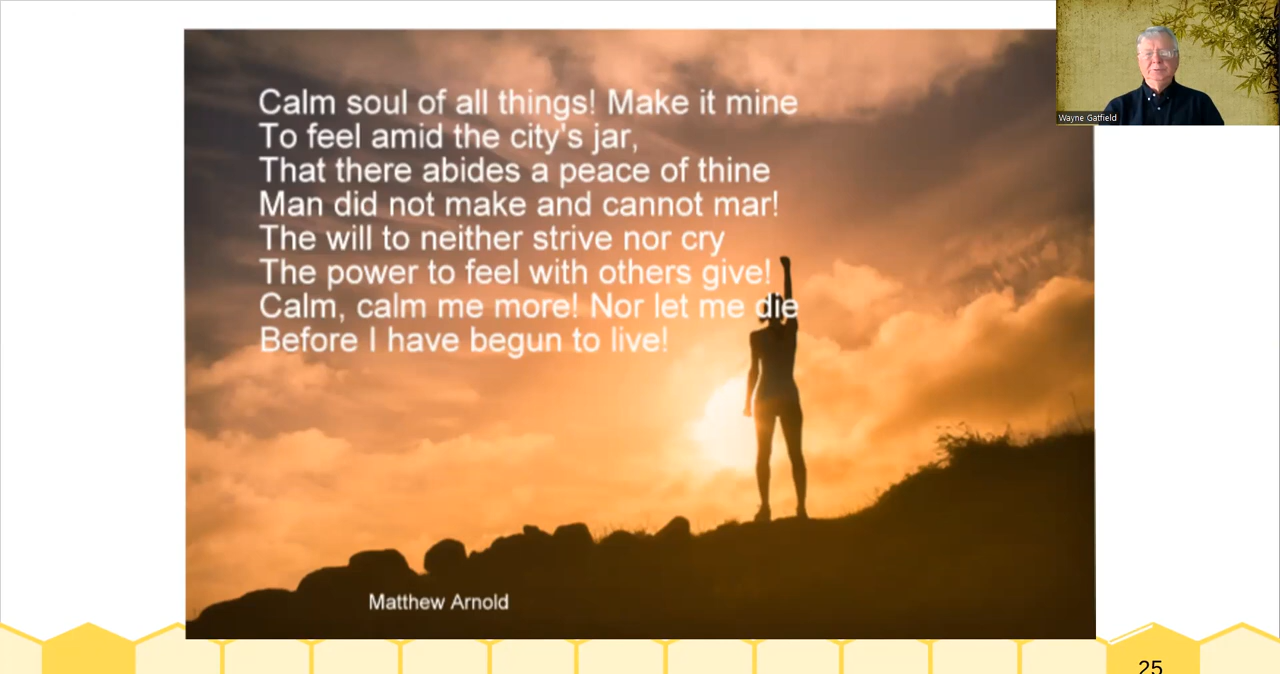 Calm soul of all things! Make it mine
To feel amid the city's jar,
That there abides a peace of thine
Man did not make and cannot mar!
The will to neither strive nor cry
The power to feel with others give!
Calm, calm me more! Nor let me die
Before I have begun to live!
Matthew Arnold
Wayne Gatfield
25